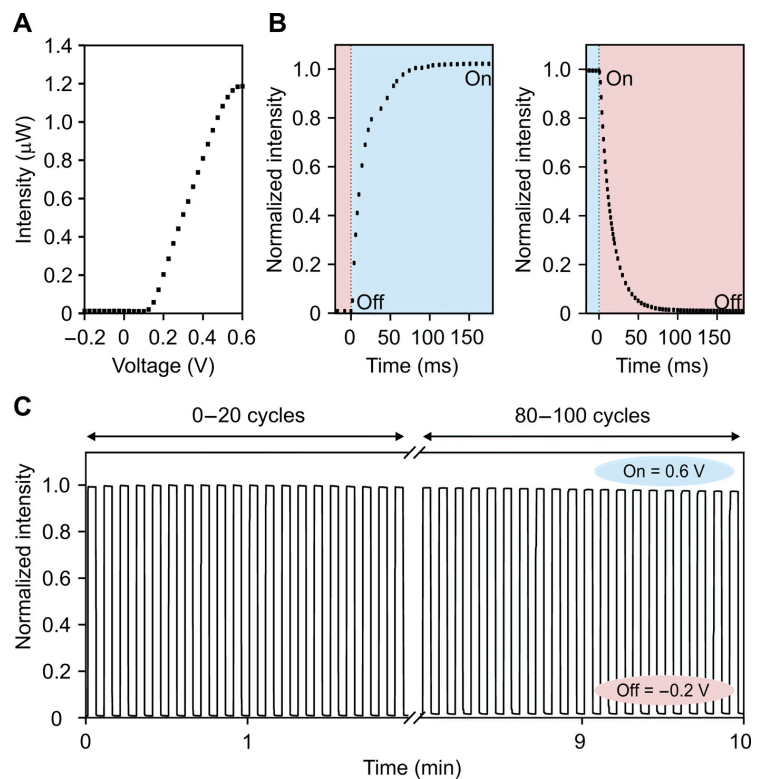 A
1.4
1.2
1.0
0.8
0.6
0.4
0.2
0
−0.2 0 0.2 0.4 0.6
Intensity (μW)
Voltage (V)
B
1.0
0.8
0.6
0.4
0.2
0
0 50 100 150
Normalized intensity
Time (ms)
On
Off
1.0
0.8
0.6
0.4
0.2
0
0 50 100 150
Normalized intensity
Time (ms)
On
Off
C
0–20 cycles
80–100 cycles
1.0
0.8
0.6
0.4
0.2
0
Normalized intensity
On = 0.6 V
Off = −0.2 V
0 1 9 10
Time (min)